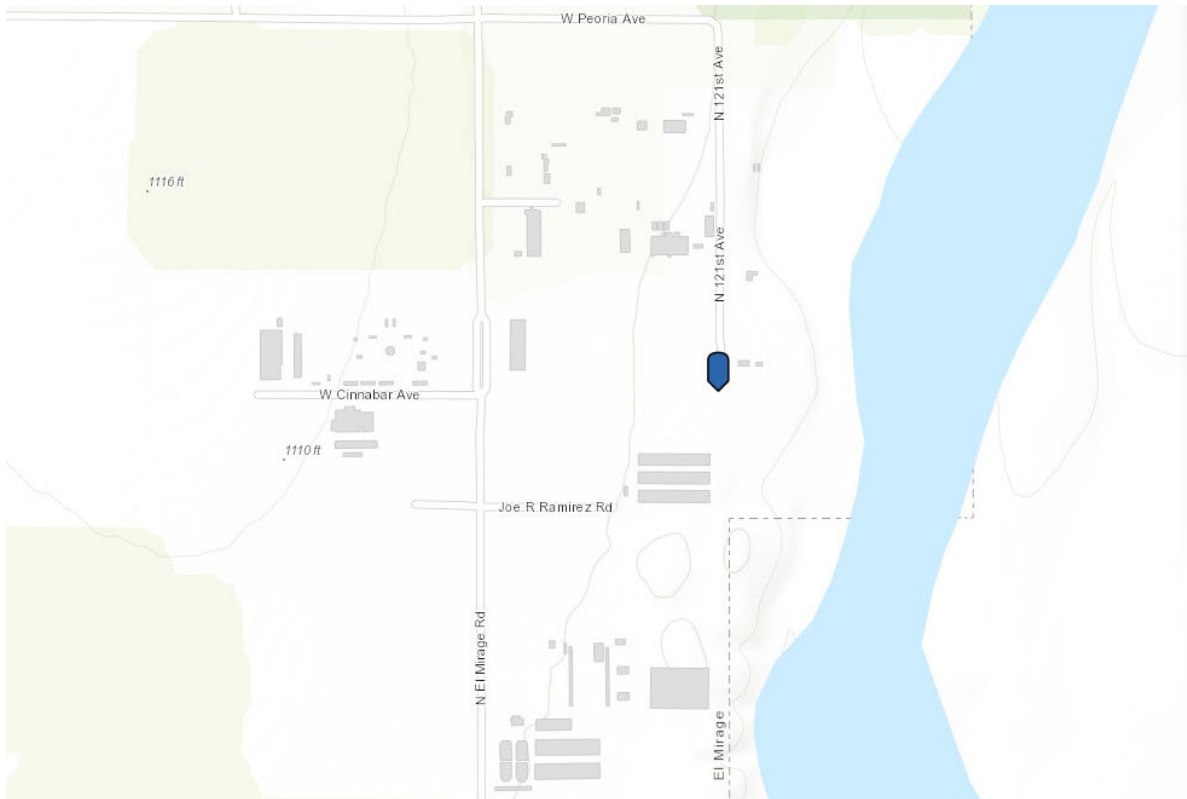 W Peoria Ave
N 121st Ave
1116 ft
N 121st Ave
W Cinnabar Ave
1110 ft
Joe R Ramirez Rd
N El Mirage Rd
El Mirage